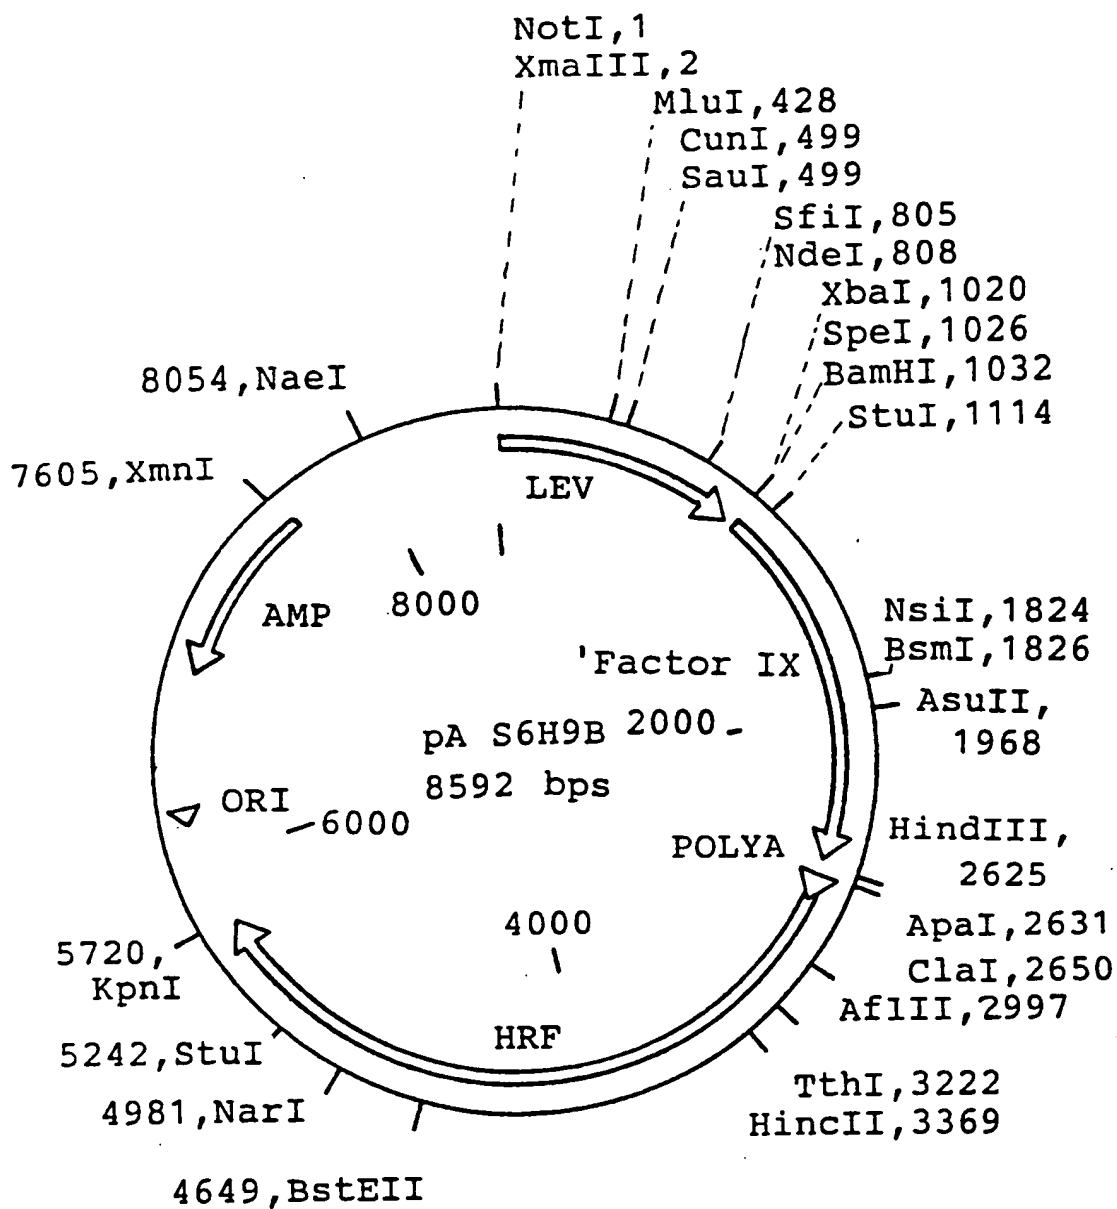 NotI,1
XmaIII,2
MluI,428
CunI,499
SauI,499
SfiI,805
NdeI,808
XbaI,1020
SpeI,1026
BamHI,1032
StuI,1114
8054,NaeI
7605,XmnI
LEV
AMP
8000
NsiI,1824
BsmI,1826
'Factor IX
AsuII,
1968
2000
pA S6H9B
8592 bps
ORI
6000
POLYA
HindIII,
2625
ApaI,2631
ClaI,2650
AflII,2997
4000
5720,
KpnI
HRF
5242,StuI
4981,NarI
TthI,3222
HincII,3369
4649,BstEII